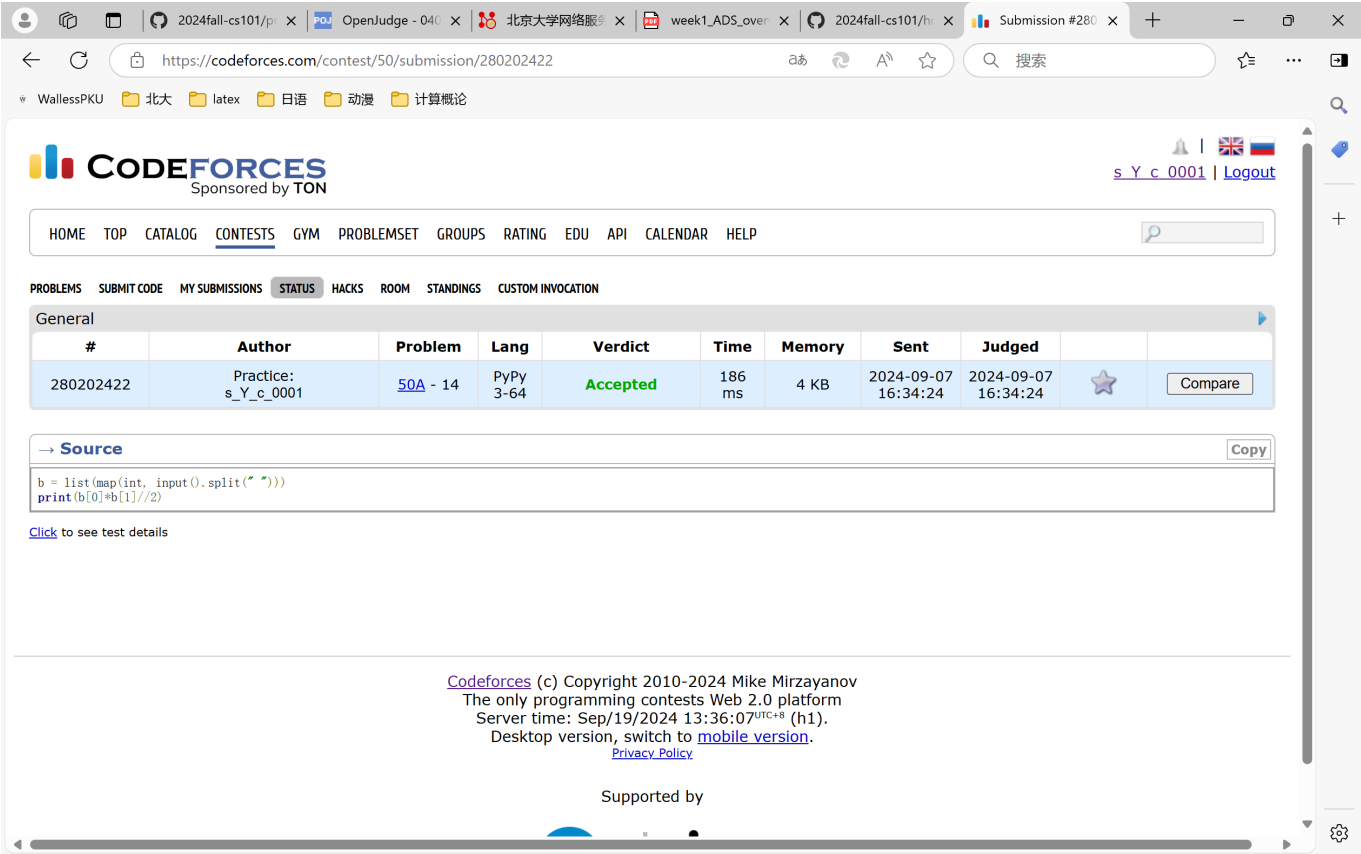 2024fall-cs101/pr
OpenJudge - 040
北京大学网络服务
week1_ADS_over
2024fall-cs101/ho
Submission #280
https://codeforces.com/contest/50/submission/280202422
搜索
WallessPKU
北大
latex
日语
动漫
计算概论
CODEFORCES
Sponsored by TON
s_Y_c_0001 | Logout
HOME TOP CATALOG CONTESTS GYM PROBLEMSET GROUPS RATING EDU API CALENDAR HELP
PROBLEMS SUBMIT CODE MY SUBMISSIONS STATUS HACKS ROOM STANDINGS CUSTOM INVOCATION
General
# Author Problem Lang Verdict Time Memory Sent Judged
280202422 Practice: s_Y_c_0001 50A - 14 PyPy 3-64 Accepted 186 ms 4 KB 2024-09-07 16:34:24 2024-09-07 16:34:24 Compare
→ Source
Copy
b = list(map(int, input().split(" ")))
print(b[0]*b[1]//2)
Click to see test details
Codeforces (c) Copyright 2010-2024 Mike Mirzayanov
The only programming contests Web 2.0 platform
Server time: Sep/19/2024 13:36:07 UTC+8 (h1).
Desktop version, switch to mobile version.
Privacy Policy
Supported by